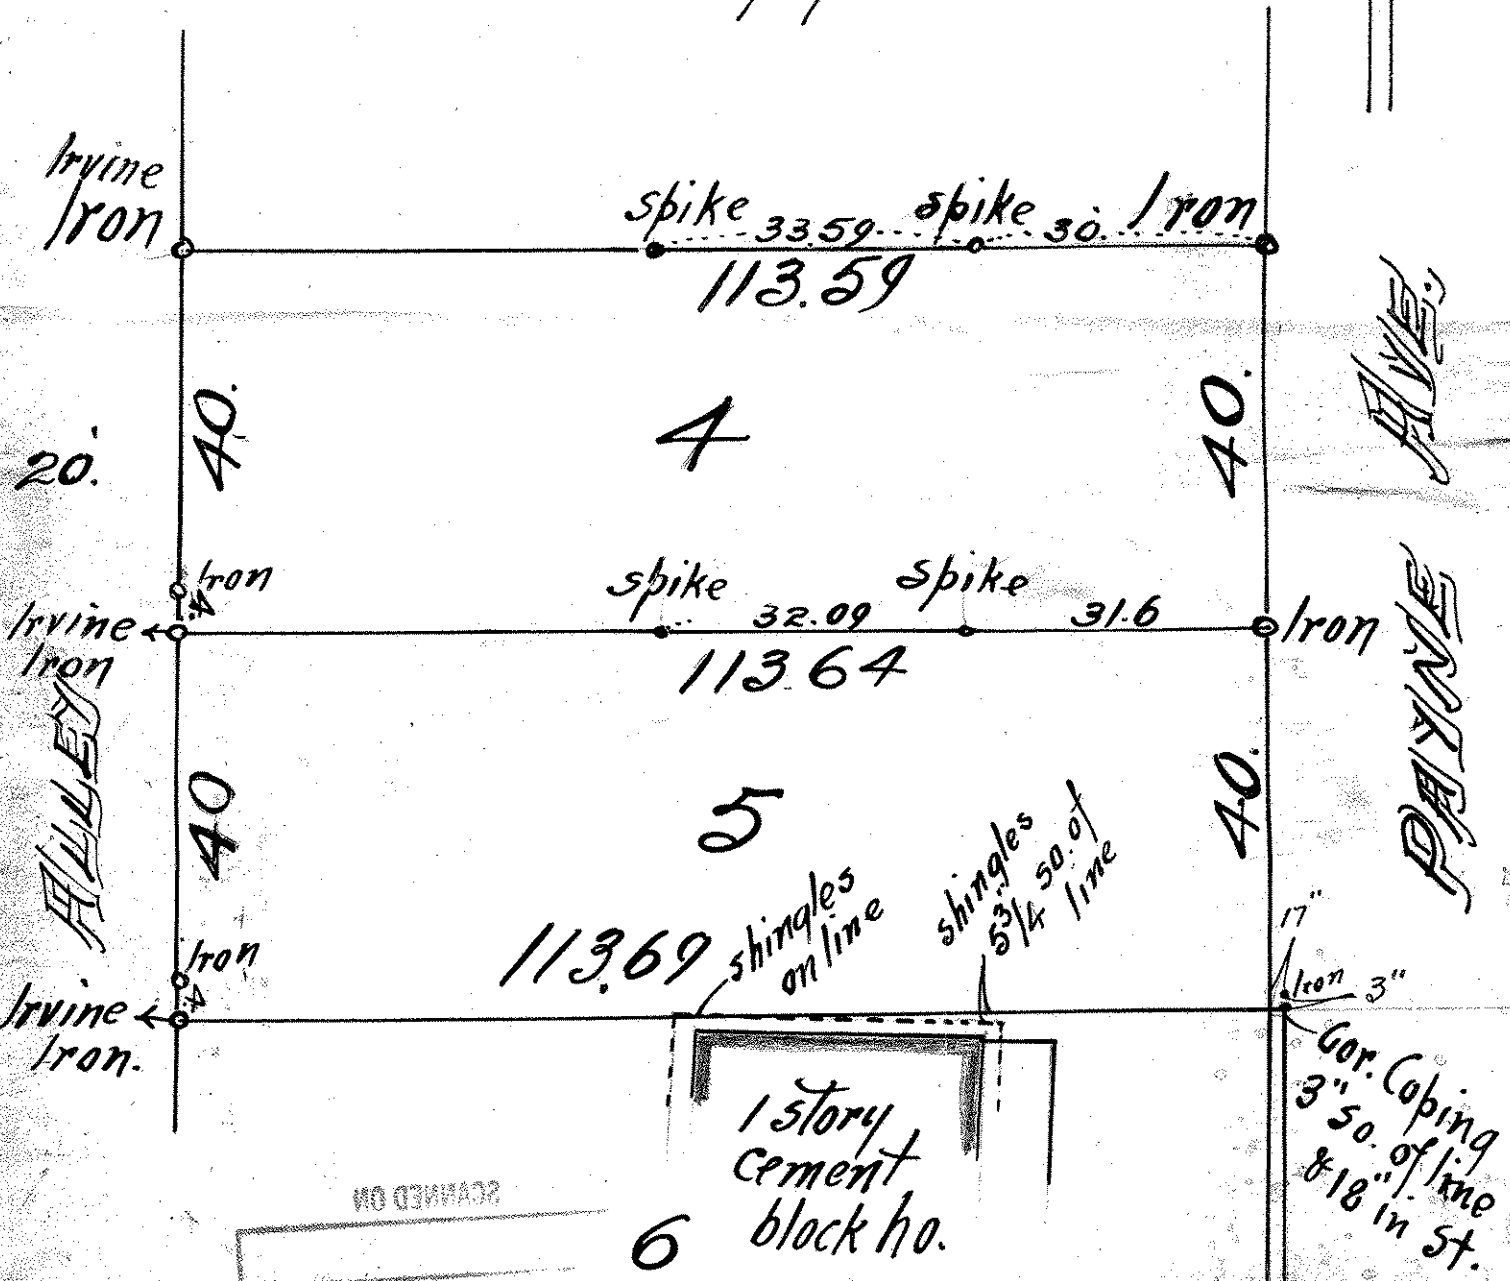 Irvine
Iron
spike
33.59
spike
30.
Iron
113.59
40.
4
40.
20.
AVE.
Iron
4.
Irvine
Iron
spike
32.09
spike
31.6
Iron
113.64
ALLEY
PAYNE
40
5
40.
shingles
on line
shingles
5 3/4" so. of
line
113.69
17"
Iron
3"
Iron
.4
Irvine
Iron.
Cor. Coping
3" so. of line
& 18" in St.
1 story
cement
block ho.
SCANNED ON
6